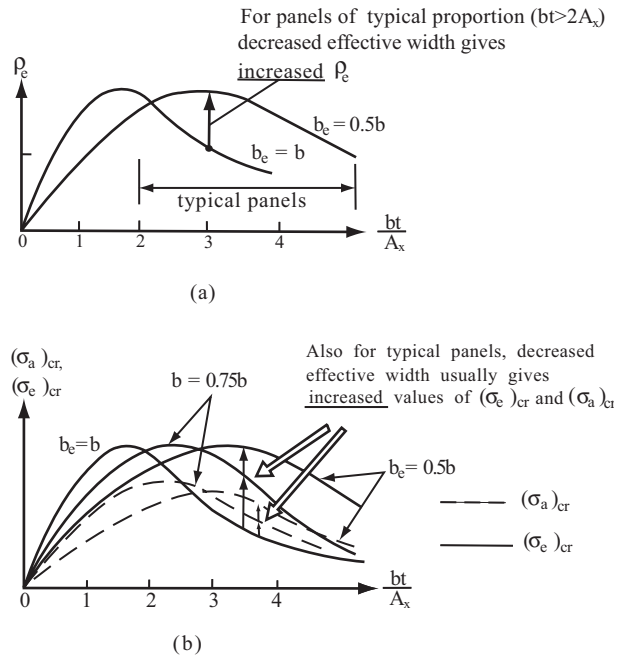 For panels of typical proportion (bt>2Aₓ)
decreased effective width gives
increased ρₑ
ρₑ
bₑ = 0.5b
bₑ = b
typical panels
0 1 2 3 4
bt
Aₓ
(a)
(σₐ)cr,
(σₑ)cr
b = 0.75b
Also for typical panels, decreased
effective width usually gives
increased values of (σₑ)cr and (σₐ)cr
bₑ=b
bₑ= 0.5b
(σₐ)cr
(σₑ)cr
0 1 2 3 4
bt
Aₓ
(b)